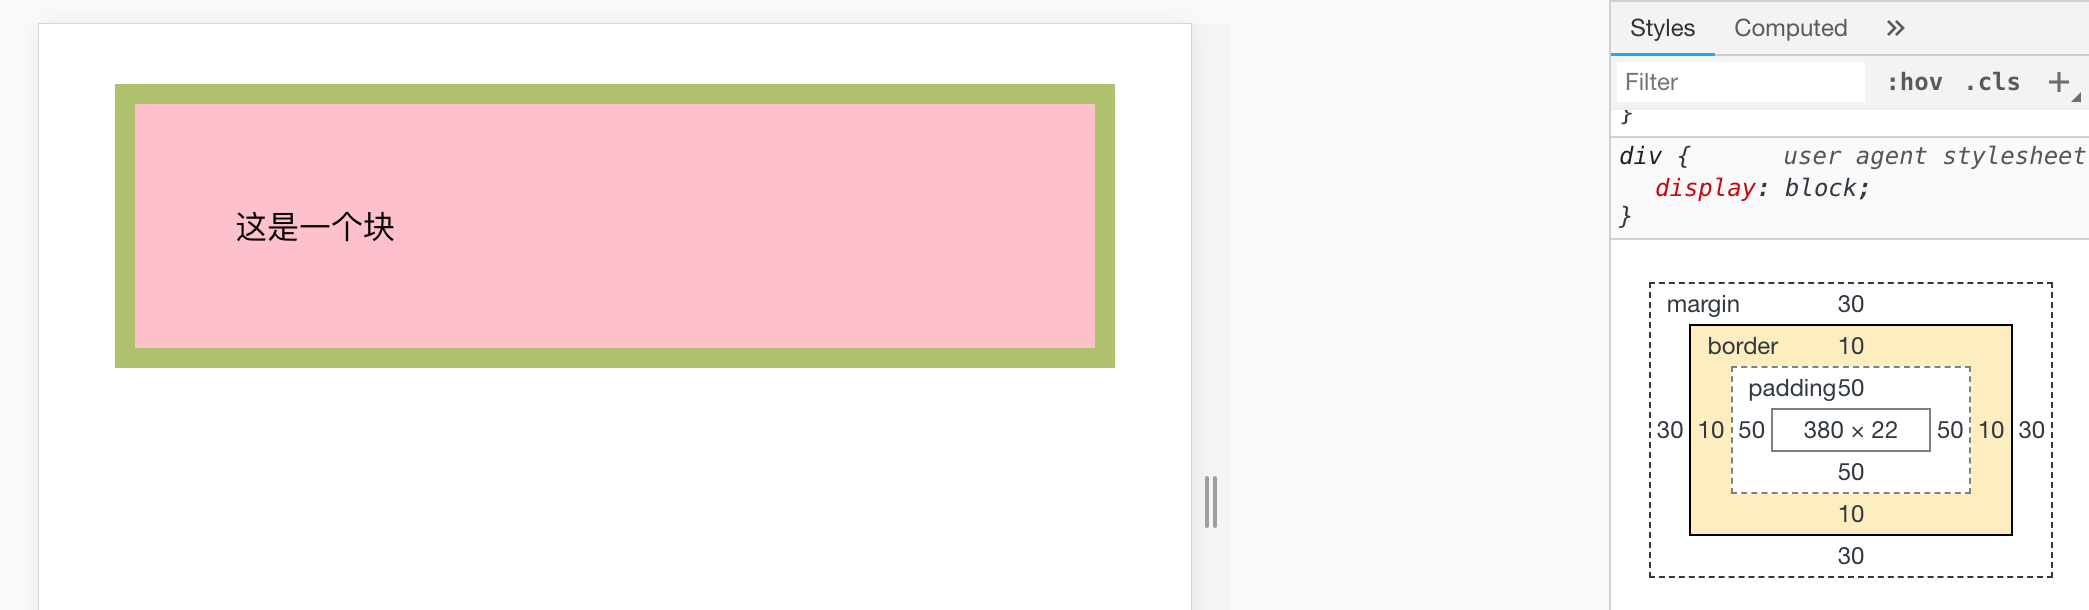 这是一个块
Styles Computed »
Filter :hov .cls +
}
div { user agent stylesheet
display: block;
}
margin 30
border 10
padding50
30 10 50 380 × 22 50 10 30
50
10
30